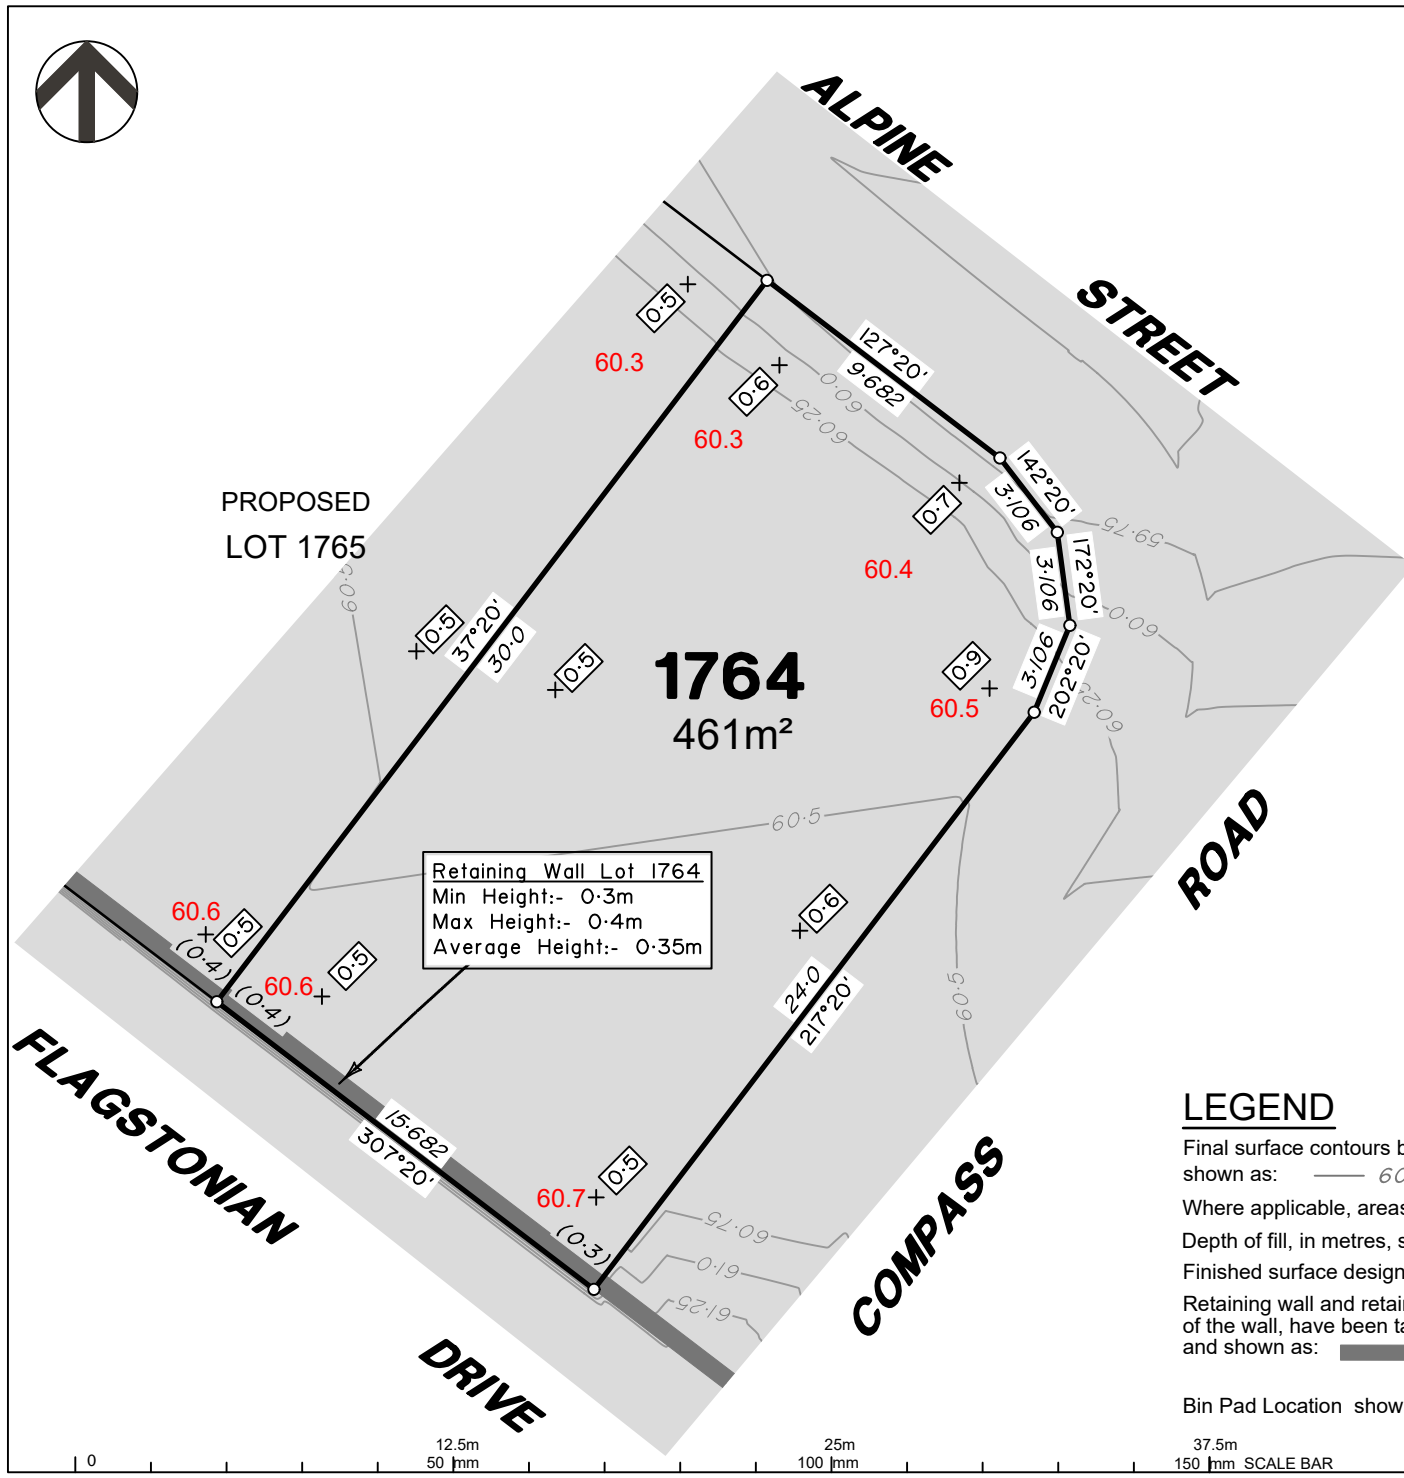 ALPINE
STREET
127°20'
9·682
0·5
60.3
0·6
60.3
60·0
60·25
142°20'
3·106
0·7
60.4
59·75
PROPOSED
LOT 1765
172°20'
3·106
60·0
0·5
37°20'
30·0
0·5
1764
461m²
0·9
60.5
3·106
202°20'
60·25
60·5
ROAD
Retaining Wall Lot 1764
Min Height:- 0·3m
Max Height:- 0·4m
Average Height:- 0·35m
0·6
60.6
0·5
(0·4)
(0·4)
60.6
0·5
24·0
217°20'
60·5
FLAGSTONIAN
DRIVE
15·682
307°20'
60.7
0·5
(0·3)
60·75
61·0
61·25
COMPASS
LEGEND
Final surface contours b
shown as: 60
Where applicable, areas
Depth of fill, in metres, s
Finished surface design
Retaining wall and retai
of the wall, have been ta
and shown as:
Bin Pad Location show
12.5m 25m 37.5m
0 50 mm 100 mm 150 mm SCALE BAR